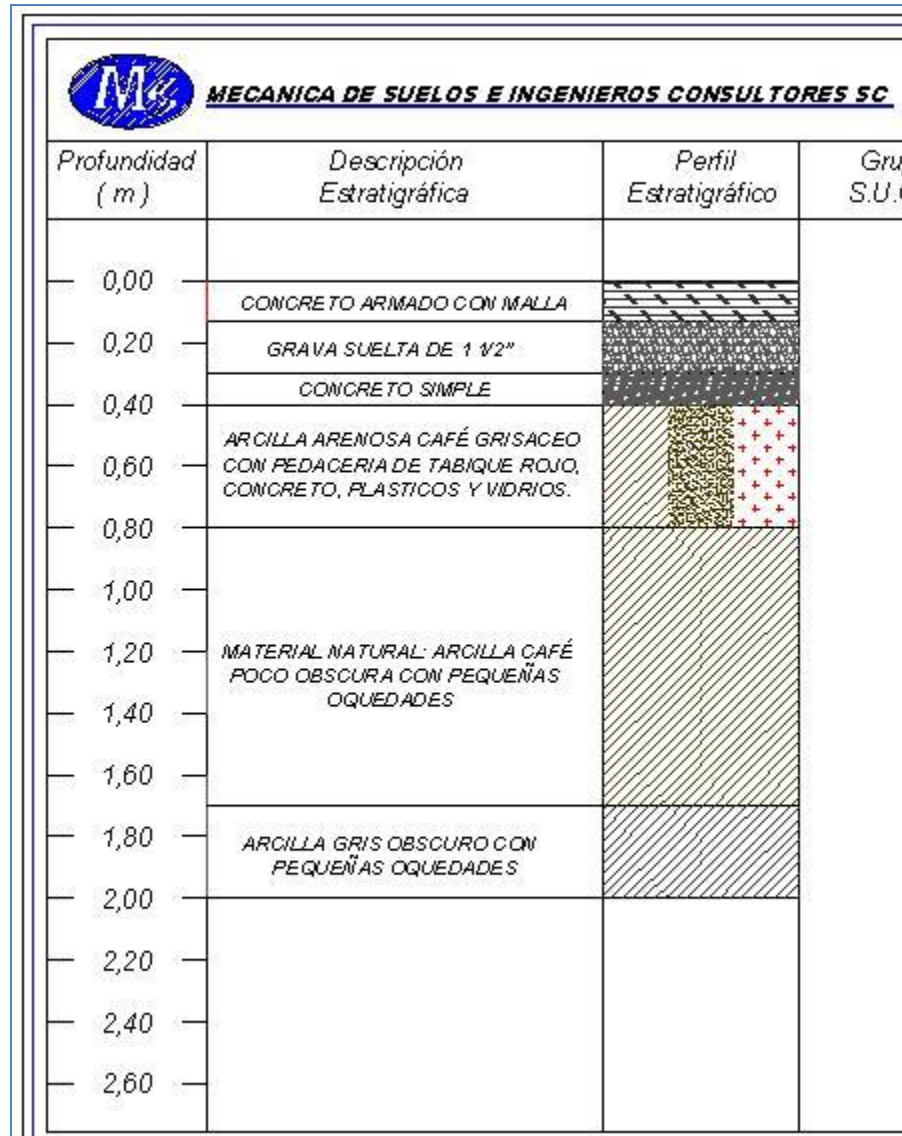 MECANICA DE SUELOS E INGENIEROS CONSULTORES SC
Profundidad
( m )
Descripción
Estratigráfica
Perfil
Estratigráfico
Gru
S.U.
0,00
CONCRETO ARMADO CON MALLA
0,20
GRAVA SUELTA DE 1 1/2"
CONCRETO SIMPLE
0,40
ARCILLA ARENOSA CAFÉ GRISACEO
CON PEDACERIA DE TABIQUE ROJO,
CONCRETO, PLASTICOS Y VIDRIOS.
0,60
0,80
1,00
MATERIAL NATURAL: ARCILLA CAFÉ
POCO OBSCURA CON PEQUEÑAS
OQUEDADES
1,20
1,40
1,60
1,80
ARCILLA GRIS OBSCURO CON
PEQUEÑAS OQUEDADES
2,00
2,20
2,40
2,60